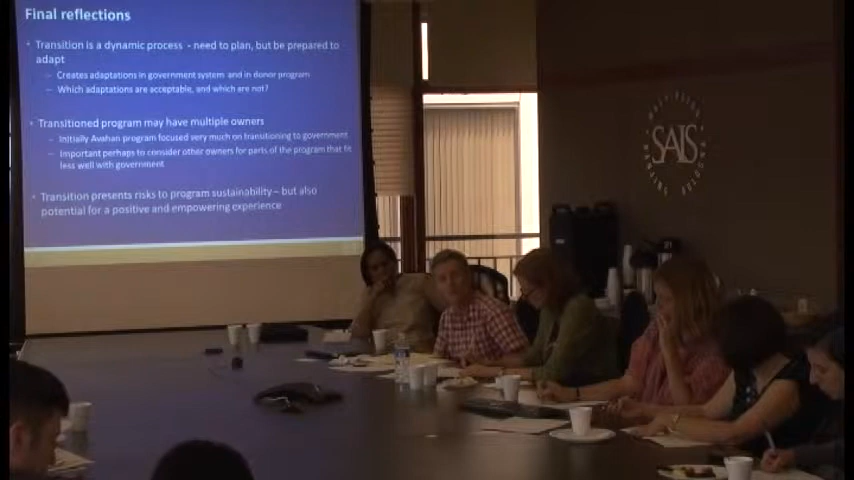 Final reflections
• Transition is a dynamic process - need to plan, but be prepared to
adapt
– Creates adaptations in government system and in donor program
– Which adaptations are acceptable, and which are not?
• Transitioned program may have multiple owners
– Initially Avahan program focused very much on transitioning to government
– Important perhaps to consider other owners for parts of the program that fit
less well with government
• Transition presents risks to program sustainability – but also
potential for a positive and empowering experience
SAIS